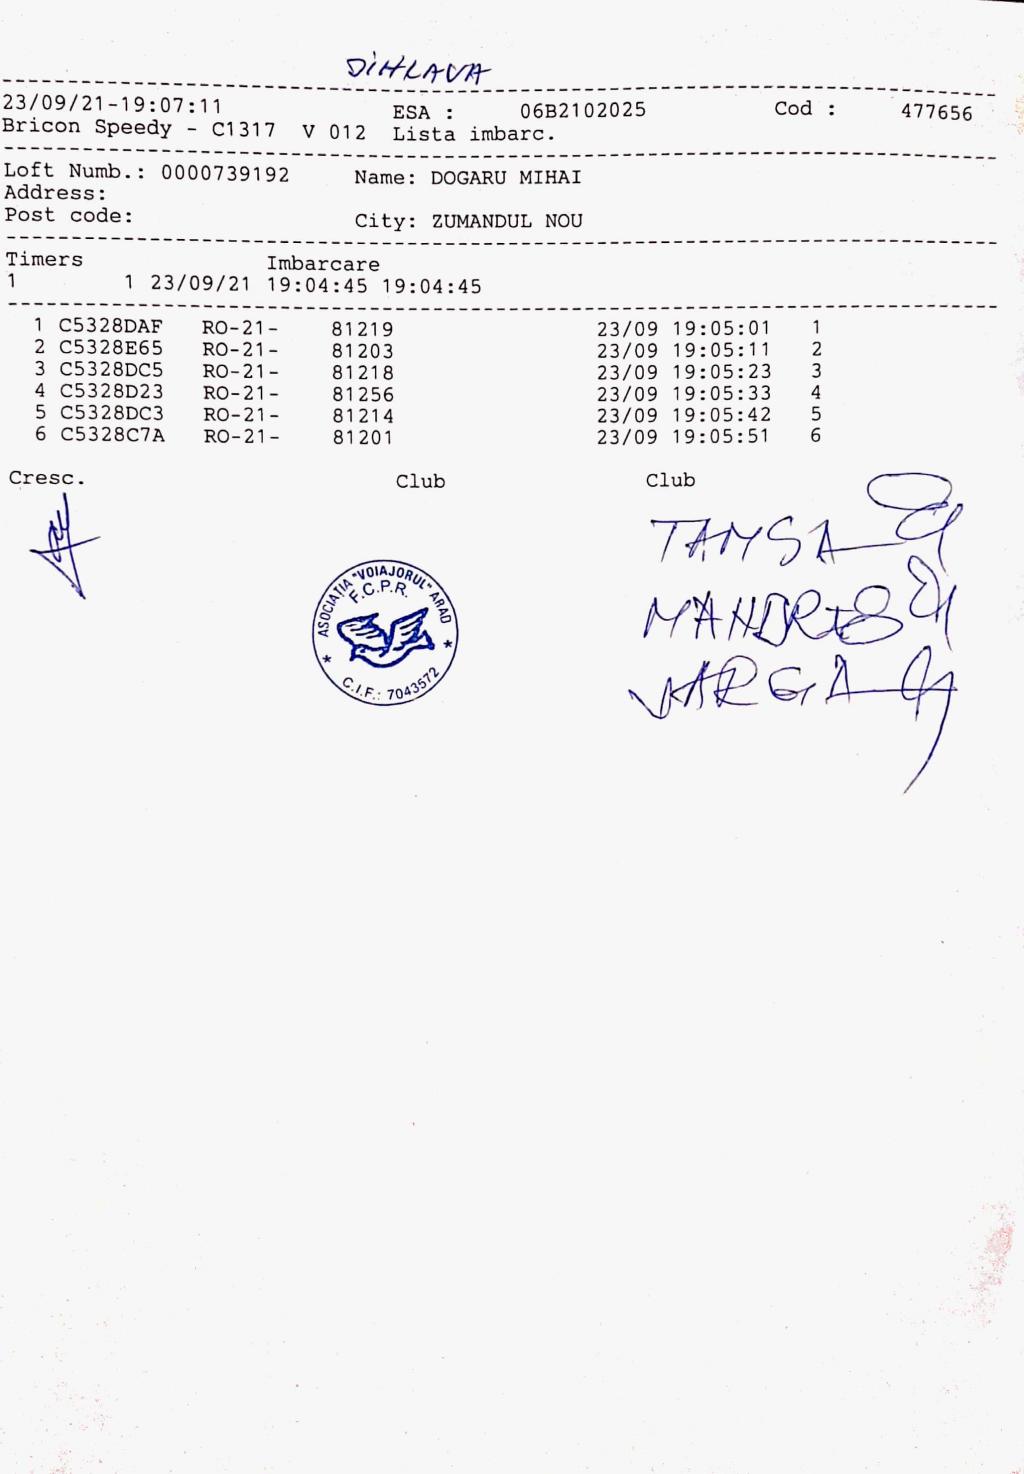 DIHLAVA
23/09/21-19:07:11 ESA : 06B2102025 Cod : 477656
Bricon Speedy - C1317 V 012 Lista imbarc.
Loft Numb.: 0000739192 Name: DOGARU MIHAI
Address:
Post code: City: ZUMANDUL NOU
Timers Imbarcare
1 1 23/09/21 19:04:45 19:04:45
1 C5328DAF RO-21- 81219 23/09 19:05:01 1
2 C5328E65 RO-21- 81203 23/09 19:05:11 2
3 C5328DC5 RO-21- 81218 23/09 19:05:23 3
4 C5328D23 RO-21- 81256 23/09 19:05:33 4
5 C5328DC3 RO-21- 81214 23/09 19:05:42 5
6 C5328C7A RO-21- 81201 23/09 19:05:51 6
Cresc. Club Club
TAMSA
ASOCIATIA "VOIAJORUL" ARAD
F.C.P.R.
C.I.F.: 7043572
VARGA